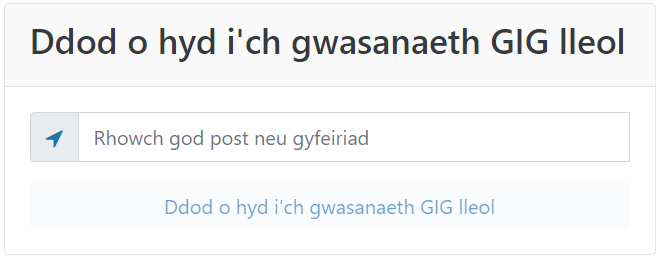 Ddod o hyd i'ch gwasanaeth GIG lleol
Rhowch god post neu gyfeiriad
Ddod o hyd i'ch gwasanaeth GIG lleol